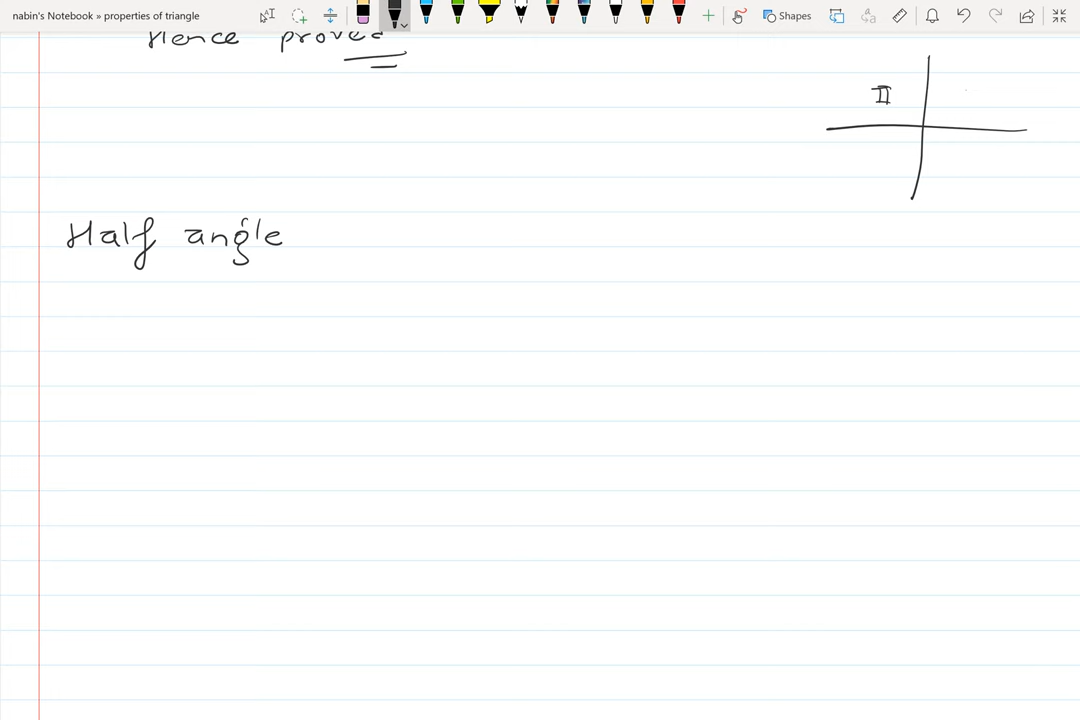 nabin's Notebook » properties of triangle
Shapes
Hence proved
II
Half angle